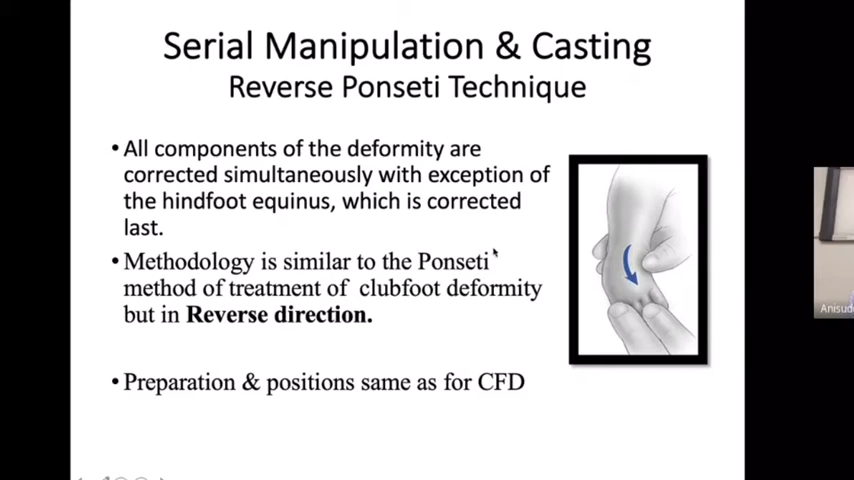 Serial Manipulation & Casting
Reverse Ponseti Technique
• All components of the deformity are
corrected simultaneously with exception of
the hindfoot equinus, which is corrected
last.
• Methodology is similar to the Ponseti
method of treatment of clubfoot deformity
but in Reverse direction.
• Preparation & positions same as for CFD